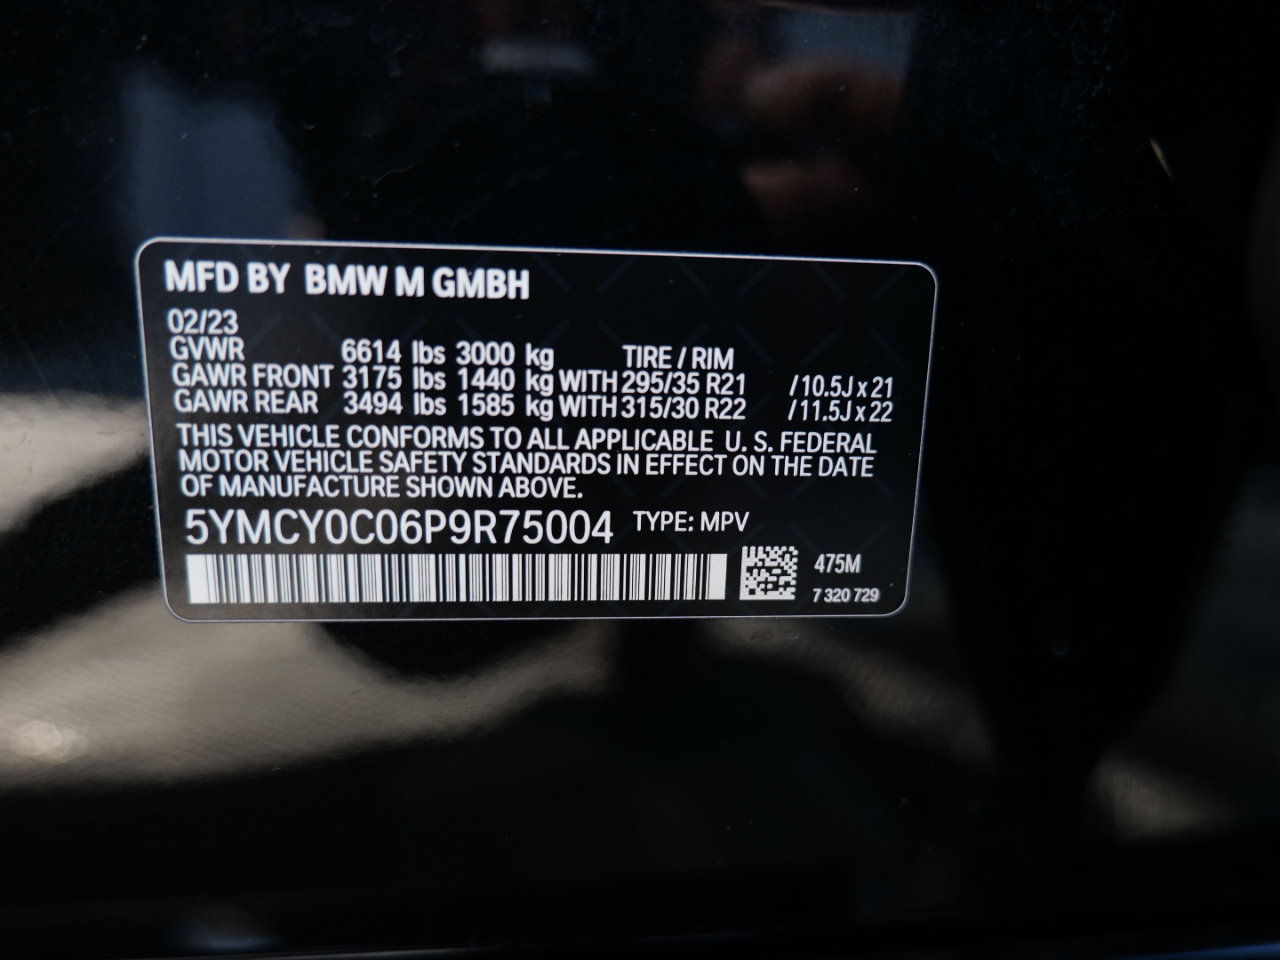 MFD BY BMW M GMBH
02/23
GVWR 6614 lbs 3000 kg TIRE / RIM
GAWR FRONT 3175 lbs 1440 kg WITH 295/35 R21 /10.5J x 21
GAWR REAR 3494 lbs 1585 kg WITH 315/30 R22 /11.5J x 22
THIS VEHICLE CONFORMS TO ALL APPLICABLE U. S. FEDERAL
MOTOR VEHICLE SAFETY STANDARDS IN EFFECT ON THE DATE
OF MANUFACTURE SHOWN ABOVE.
5YMCY0C06P9R75004 TYPE: MPV
475M
7 320 729